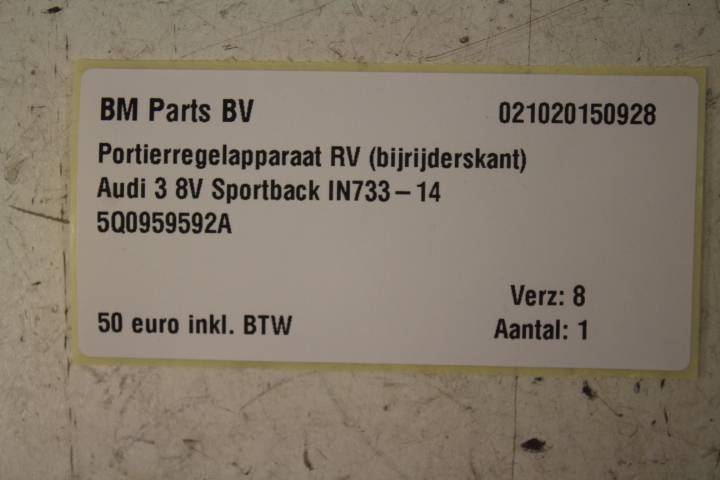 BM Parts BV 021020150928
Portierregelapparaat RV (bijrijderskant)
Audi 3 8V Sportback IN733-14
5Q0959592A
Verz: 8
50 euro inkl. BTW Aantal: 1